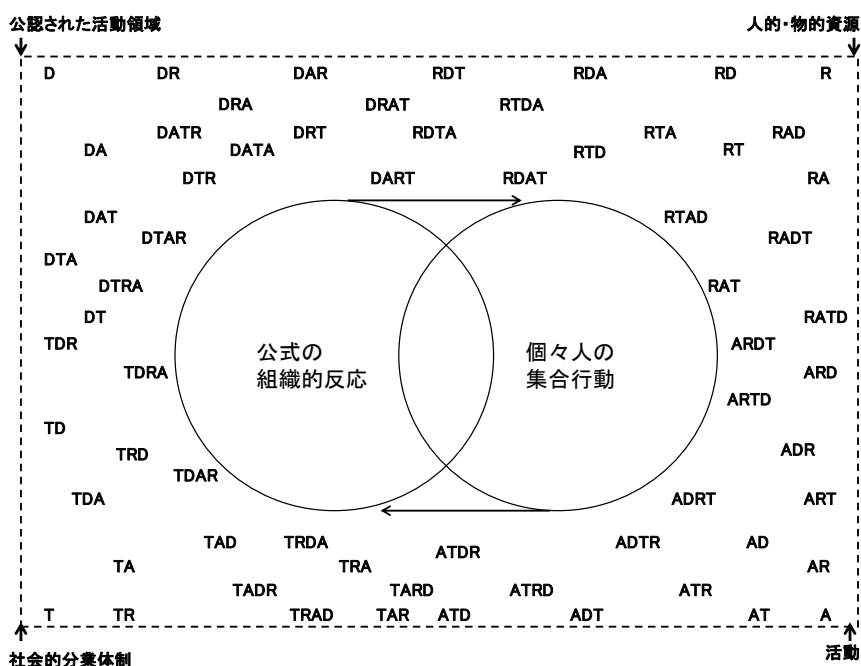 公認された活動領域 人的・物的資源
D DR DAR RDT RDA RD R
DRA DRAT RTDA
DATR DRT RDTA RTA RAD
DA DATA RTD RT
DTR DART RDAT RA
DAT RTAD
DTAR RADT
DTA
DTRA RAT
DT RATD
TDR ARDT
公式の 個々人の
組織的反応 集合行動
TDRA ARD
ARTD
TD
TRD ADR
TDAR
TDA ADRT ART
TAD TRDA ATDR ADTR AD
TA TRA AR
TADR TARD ATRD ATR
T TR TRAD TAR ATD ADT AT A
社会的分業体制 活動